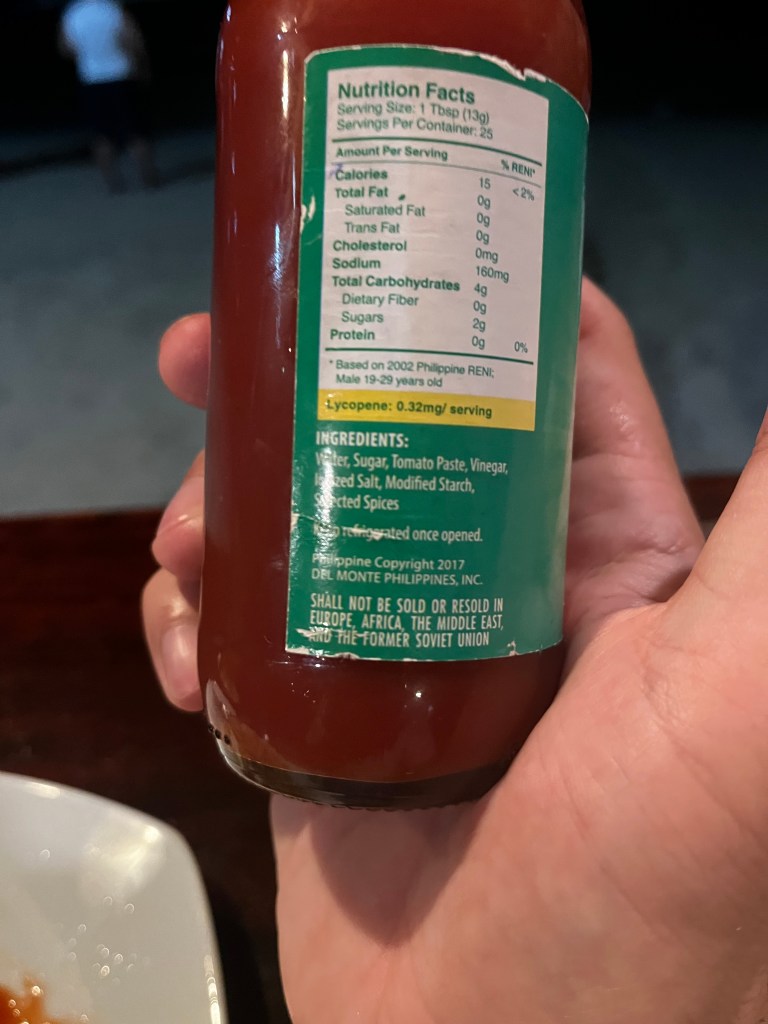 Nutrition Facts
Serving Size: 1 Tbsp (13g)
Servings Per Container: 25
Amount Per Serving
% RENI*
Calories 15 <2%
Total Fat 0g
Saturated Fat 0g
Trans Fat 0g
Cholesterol 0mg
Sodium 160mg
Total Carbohydrates 4g
Dietary Fiber 0g
Sugars 2g
Protein 0g 0%
* Based on 2002 Philippine RENI;
Male 19-29 years old
Lycopene: 0.32mg/ serving
INGREDIENTS:
Water, Sugar, Tomato Paste, Vinegar,
Iodized Salt, Modified Starch,
Selected Spices
Keep refrigerated once opened.
Philippine Copyright 2017
DEL MONTE PHILIPPINES, INC.
SHALL NOT BE SOLD OR RESOLD IN
EUROPE, AFRICA, THE MIDDLE EAST,
AND THE FORMER SOVIET UNION